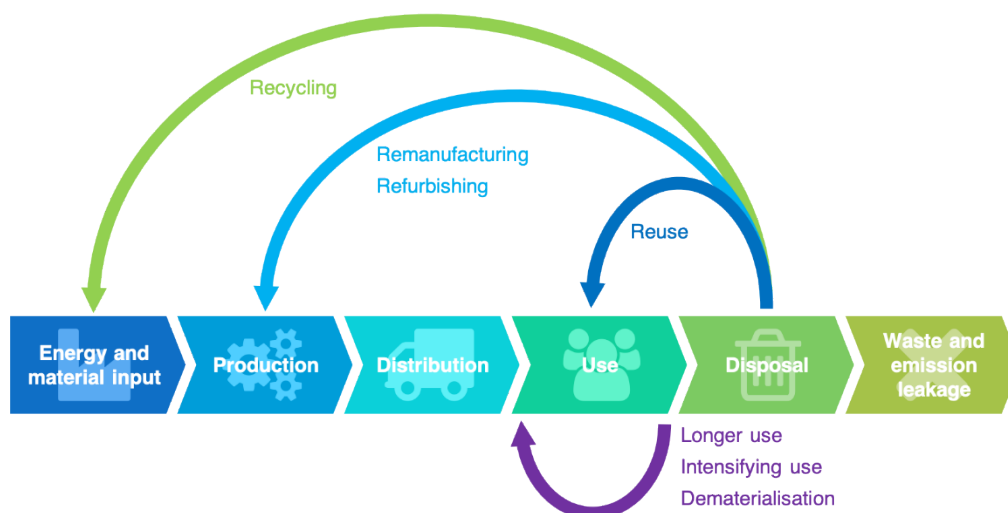 Recycling
Remanufacturing
Refurbishing
Reuse
Energy and
material input
Production
Distribution
Use
Disposal
Waste and
emission
leakage
Longer use
Intensifying use
Dematerialisation